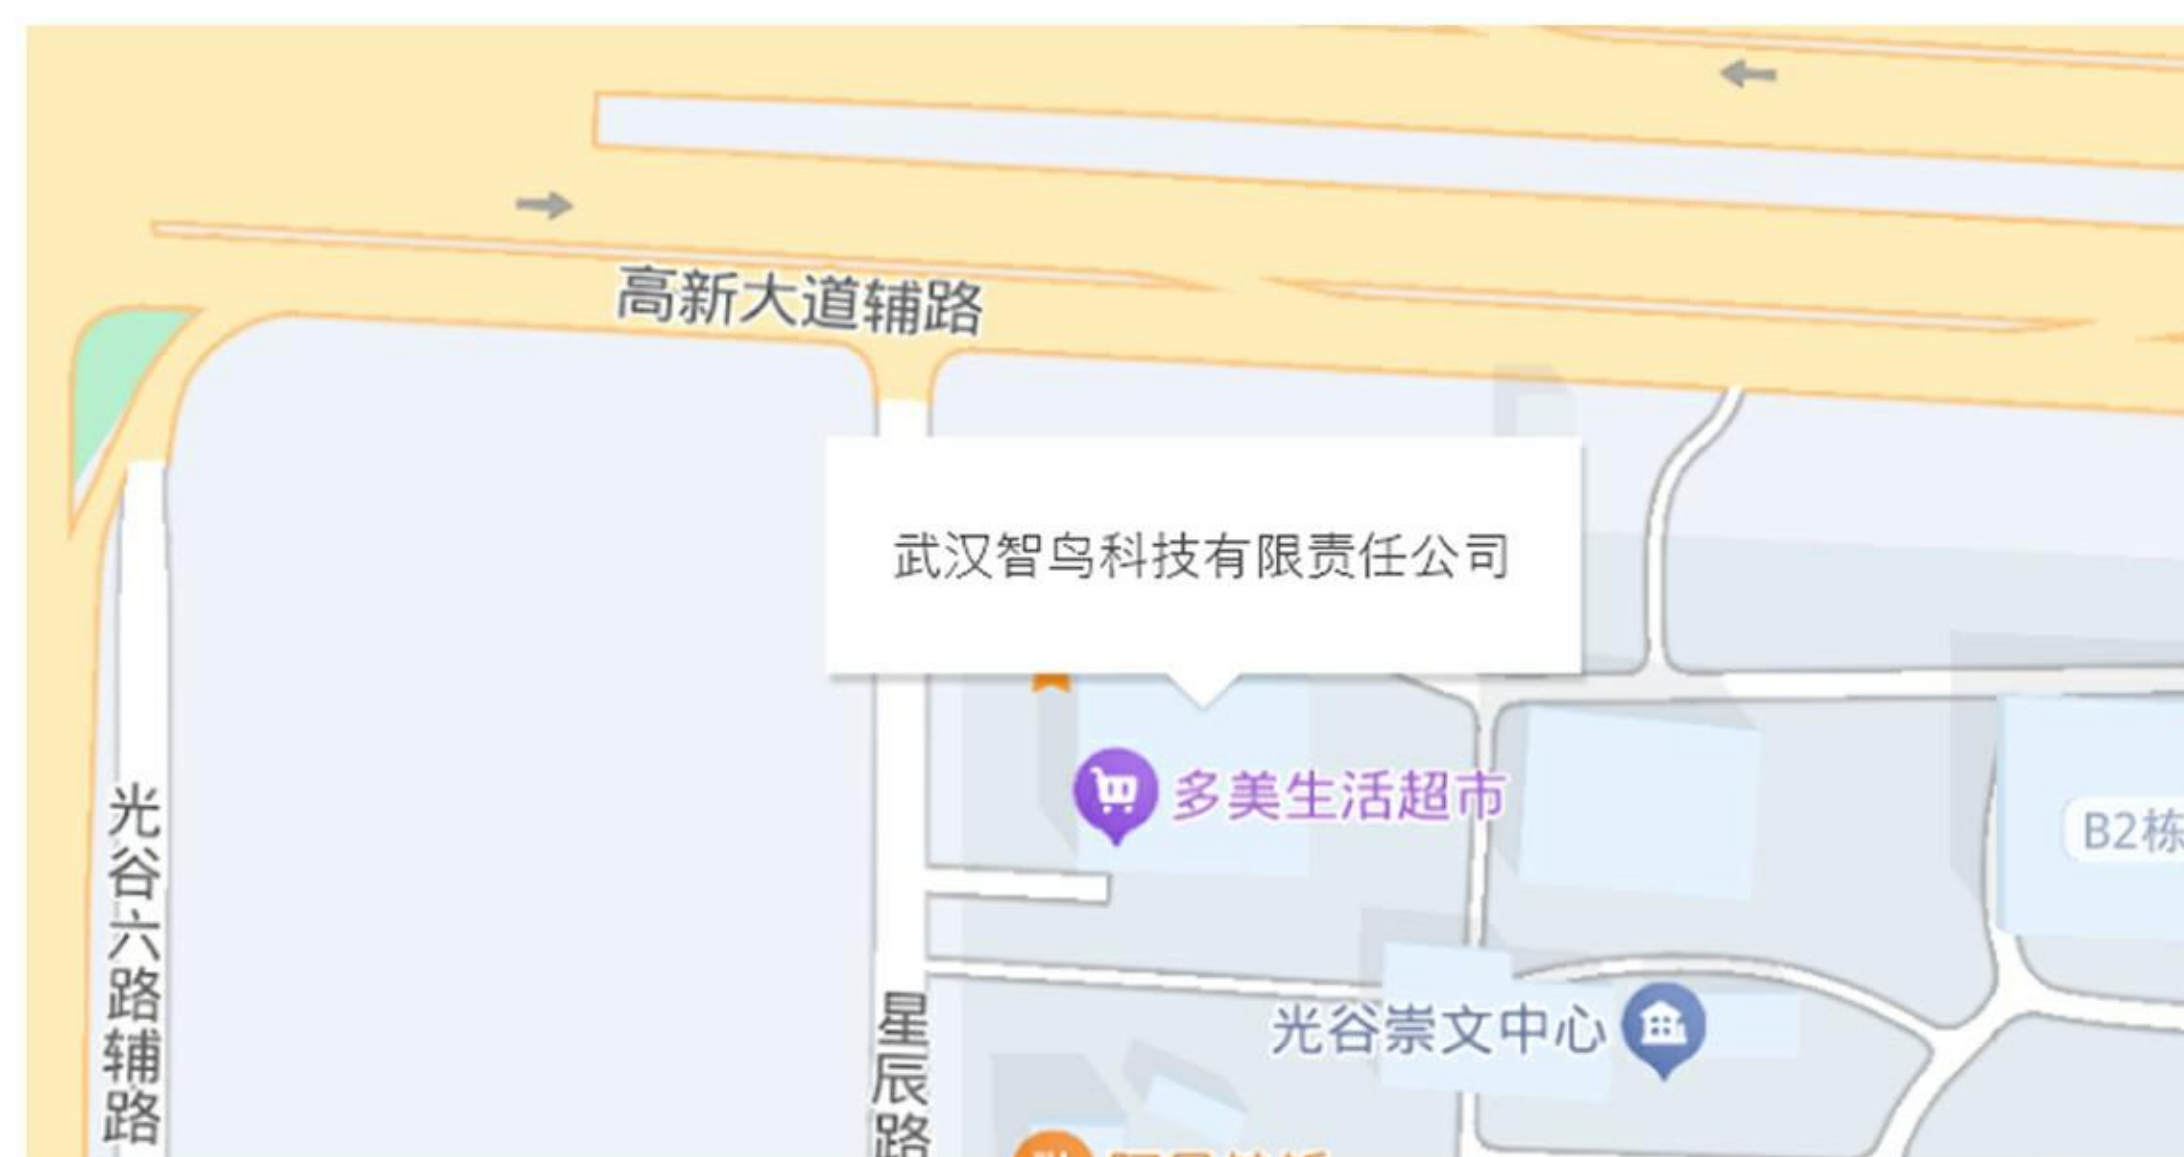 高新大道辅路
武汉智鸟科技有限责任公司
多美生活超市
B2栋
光谷六路辅路
星辰路
光谷崇文中心